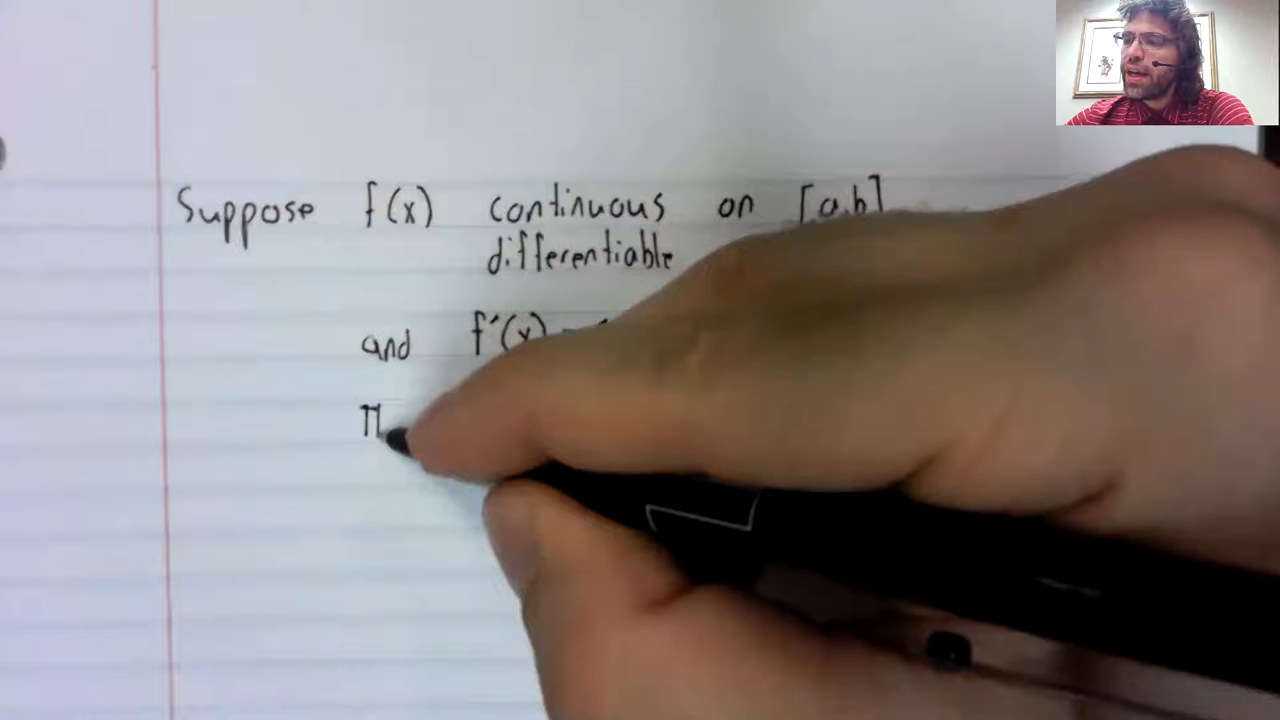 Suppose f(x) continuous on [a,b]
differentiable
and f'(x)